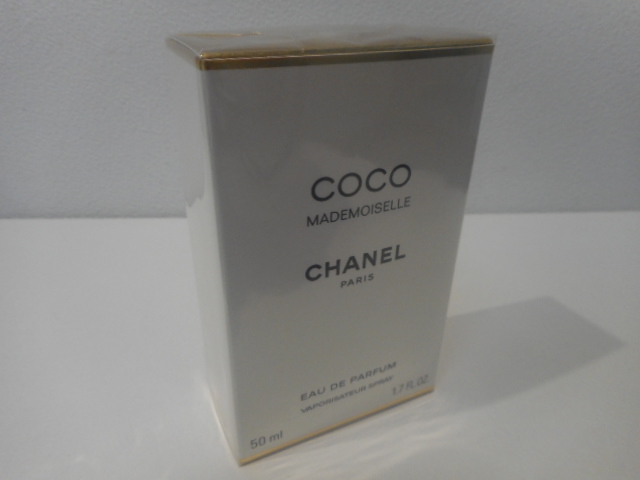 COCO
MADEMOISELLE
CHANEL
PARIS
EAU DE PARFUM
VAPORISATEUR SPRAY
50 ml 1.7 FL. OZ